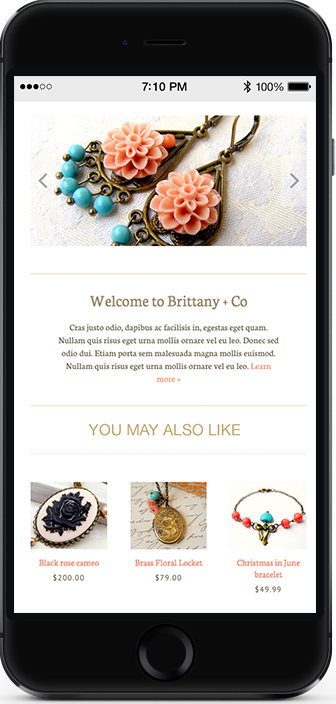 7:10 PM 100%
Welcome to Brittany + Co
Cras justo odio, dapibus ac facilisis in, egestas eget quam.
Nullam quis risus eget urna mollis ornare vel eu leo. Donec sed
odio dui. Etiam porta sem malesuada magna mollis euismod.
Nullam quis risus eget urna mollis ornare vel eu leo. Learn
more »
YOU MAY ALSO LIKE
Black rose cameo
$200.00
Brass Floral Locket
$79.00
Christmas in June
bracelet
$49.99